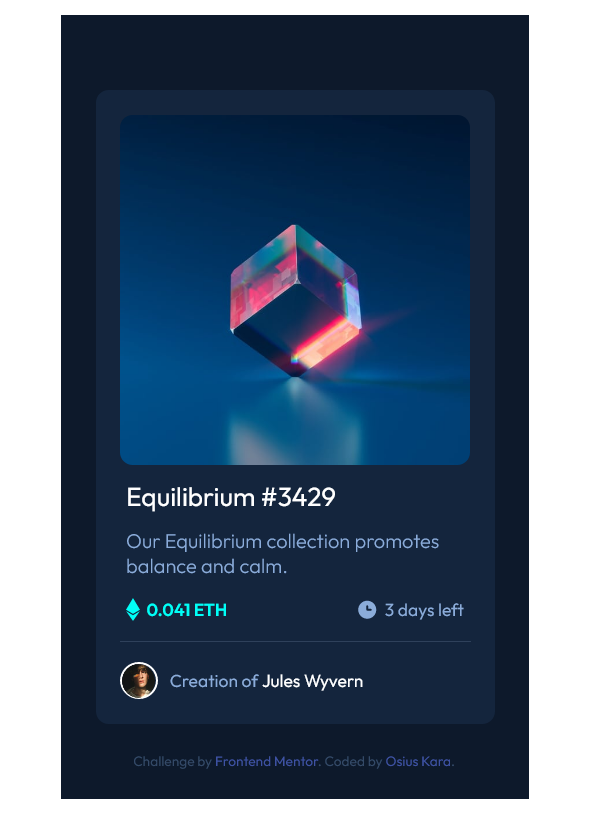 Equilibrium #3429
Our Equilibrium collection promotes
balance and calm.
0.041 ETH
3 days left
Creation of Jules Wyvern
Challenge by Frontend Mentor. Coded by Osius Kara.